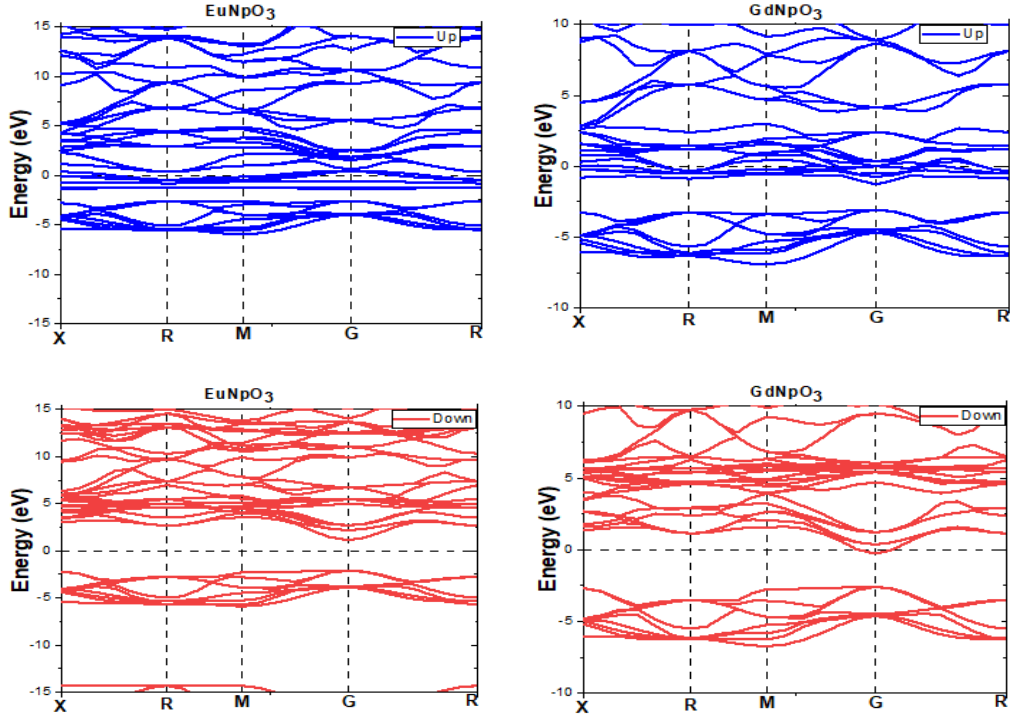 EuNpO3
Up
Energy (eV)
15
10
5
0
-5
-10
-15
X R M G R
GdNpO3
Up
Energy (eV)
10
5
0
-5
-10
X R M G R
EuNpO3
Down
Energy (eV)
15
10
5
0
-5
-10
-15
X R M G R
GdNpO3
Down
Energy (eV)
10
5
0
-5
-10
X R M G R